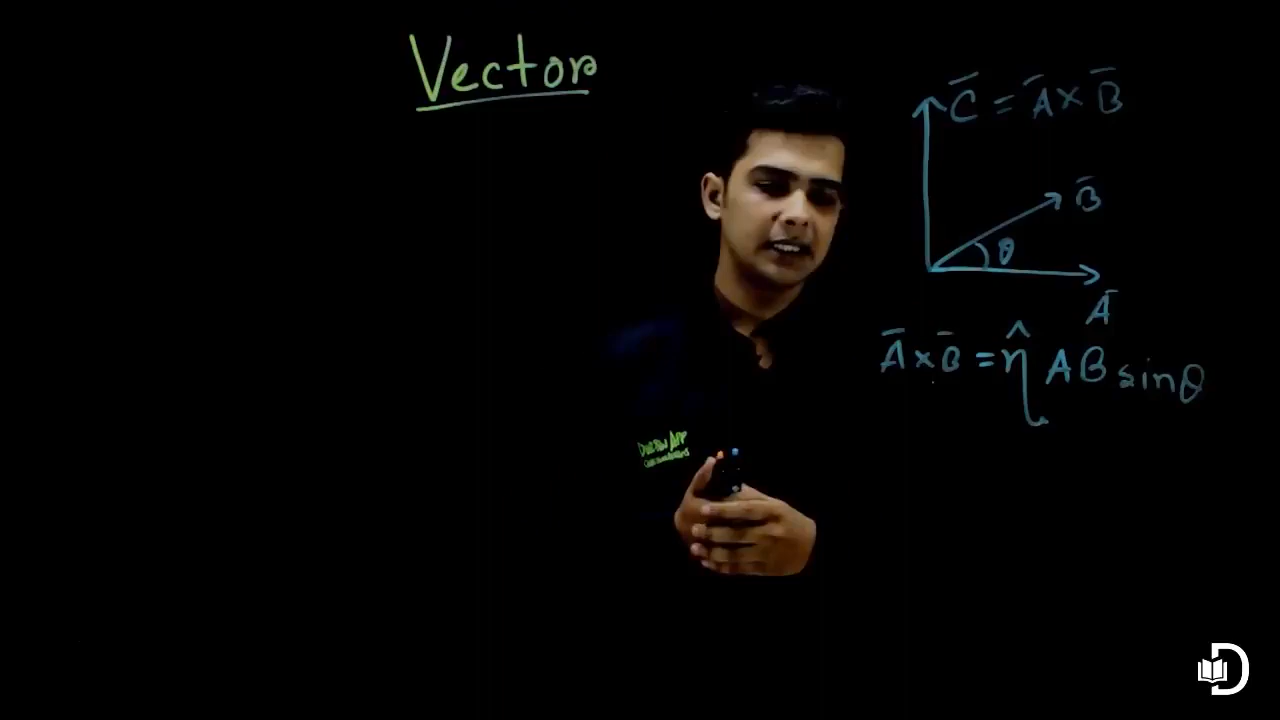 Vector
C̅ = A̅ × B̅
B̅
θ
A̅
A̅ × B̅ = η̂ AB sinθ
D